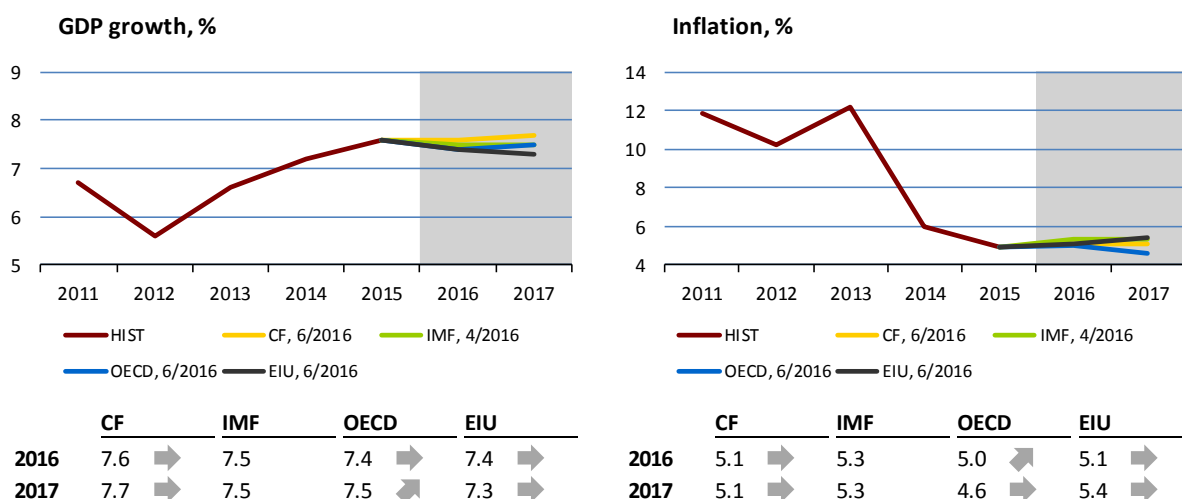 GDP growth, %
9
8
7
6
5
2011 2012 2013 2014 2015 2016 2017
HIST CF, 6/2016 IMF, 4/2016
OECD, 6/2016 EIU, 6/2016
CF IMF OECD EIU
2016 7.6 7.5 7.4 7.4
2017 7.7 7.5 7.5 7.3
Inflation, %
14
12
10
8
6
4
2011 2012 2013 2014 2015 2016 2017
HIST CF, 6/2016 IMF, 4/2016
OECD, 6/2016 EIU, 6/2016
CF IMF OECD EIU
2016 5.1 5.3 5.0 5.1
2017 5.1 5.3 4.6 5.4